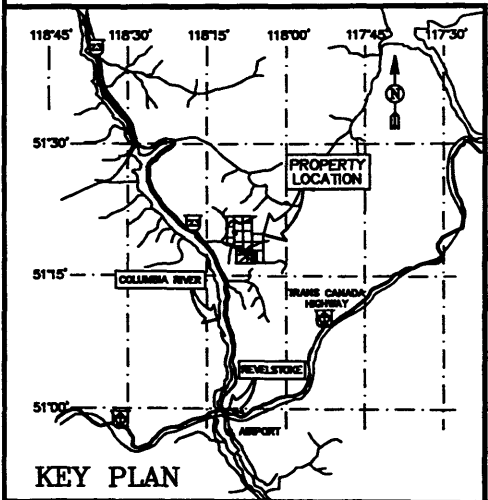 118°45' 118°30' 118°15' 118°00' 117°45' 117°30'
N
51°30'
PROPERTY
LOCATION
23
51°15'
COLUMBIA RIVER
TRANS CANADA
HIGHWAY
REVELSTOKE
51°00'
AIRPORT
KEY PLAN